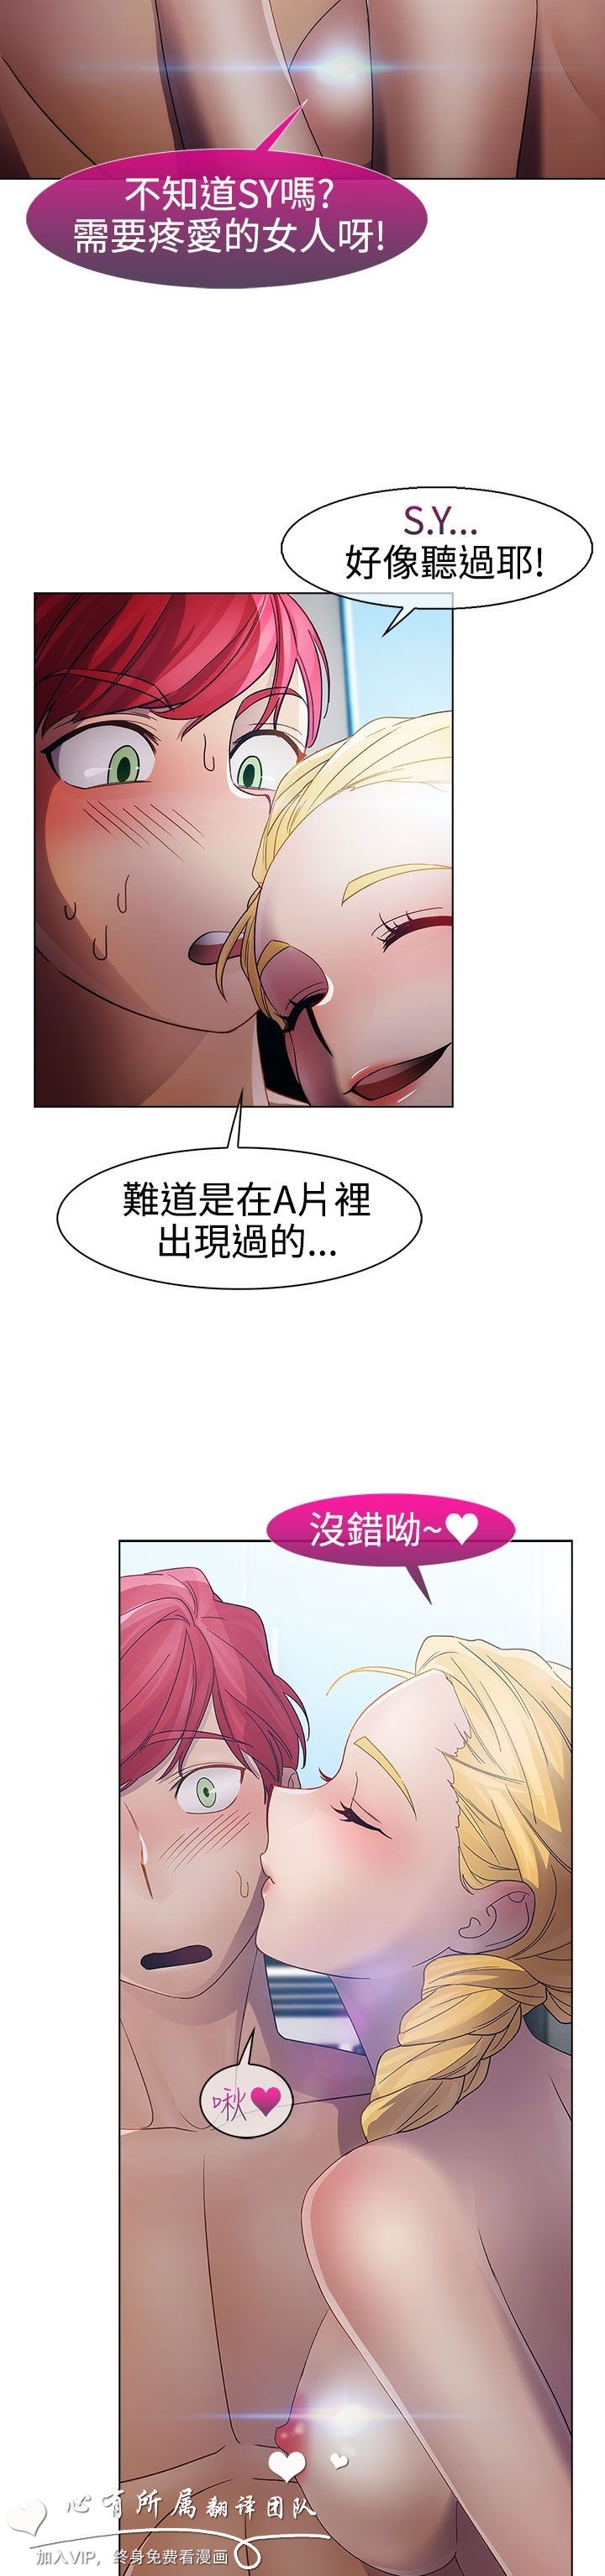 不知道SY嗎?
需要疼愛的女人呀!
S.Y...
好像聽過耶!
難道是在A片裡
出現過的...
沒錯呦~♥
啾♥
心有所属翻译团队
加入VIP，终身免费看漫画